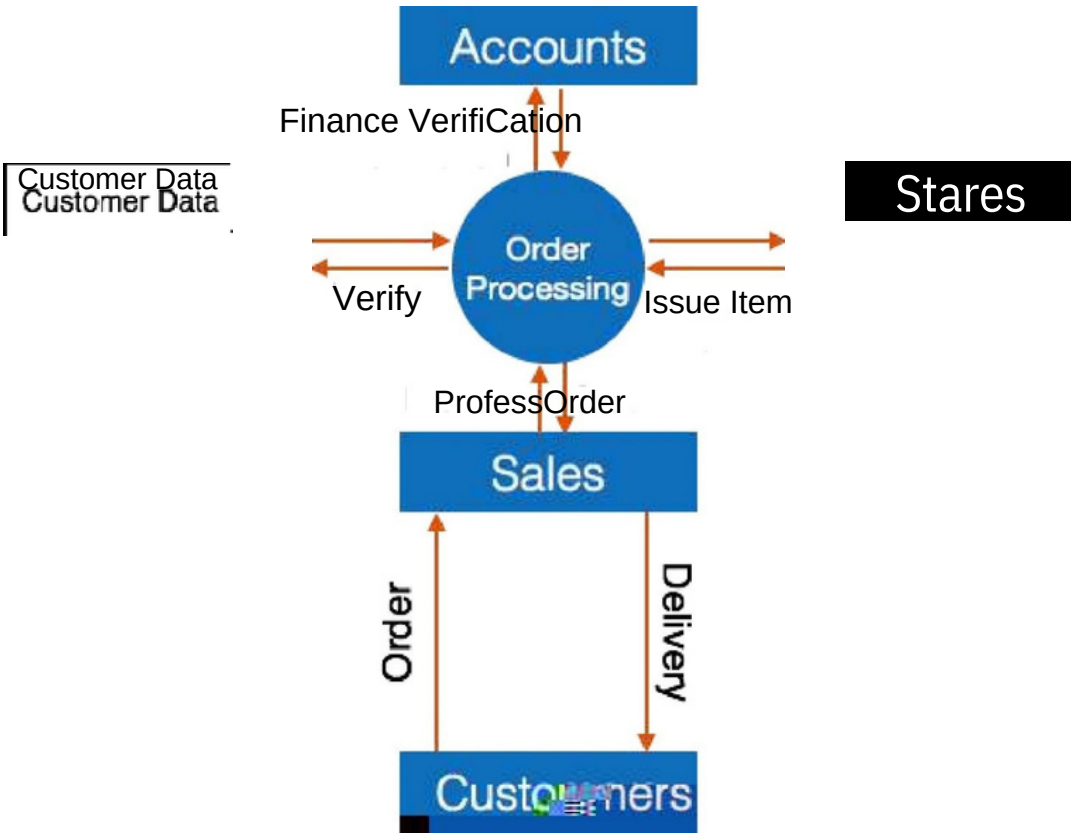 Accounts
Finance VerifiCation
Customer Data
Customer Data
Stares
Order
Processing
Verify
Issue Item
ProfessOrder
Sales
Order
Delivery